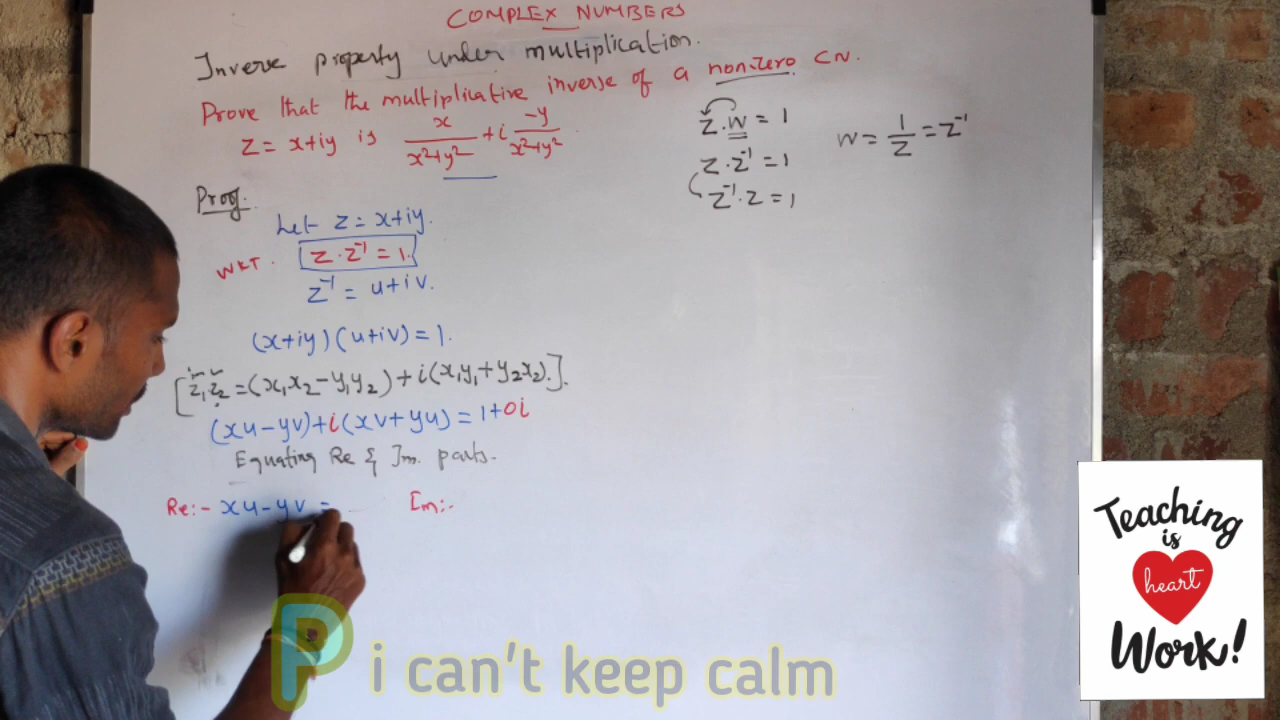 COMPLEX NUMBERS
Inverse property under multiplication.
Prove that the multiplicative inverse of a nonzero CN.
z = x+iy is x/(x²+y²) + i -y/(x²+y²).
z.w = 1
w = 1/z = z⁻¹
z.z⁻¹ = 1
z⁻¹.z = 1
Proof.
Let z = x+iy.
WKT. z.z⁻¹ = 1.
z⁻¹ = u+iv.
(x+iy)(u+iv) = 1.
[z₁z₂ = (x₁x₂ - y₁y₂) + i(x₁y₁ + y₂x₂).].
(xu-yv)+i(xv+yu) = 1+0i
Equating Re & Im. parts.
Re:- xu-yv = Im:-
Teaching
is
heart
Work!
P i can't keep calm